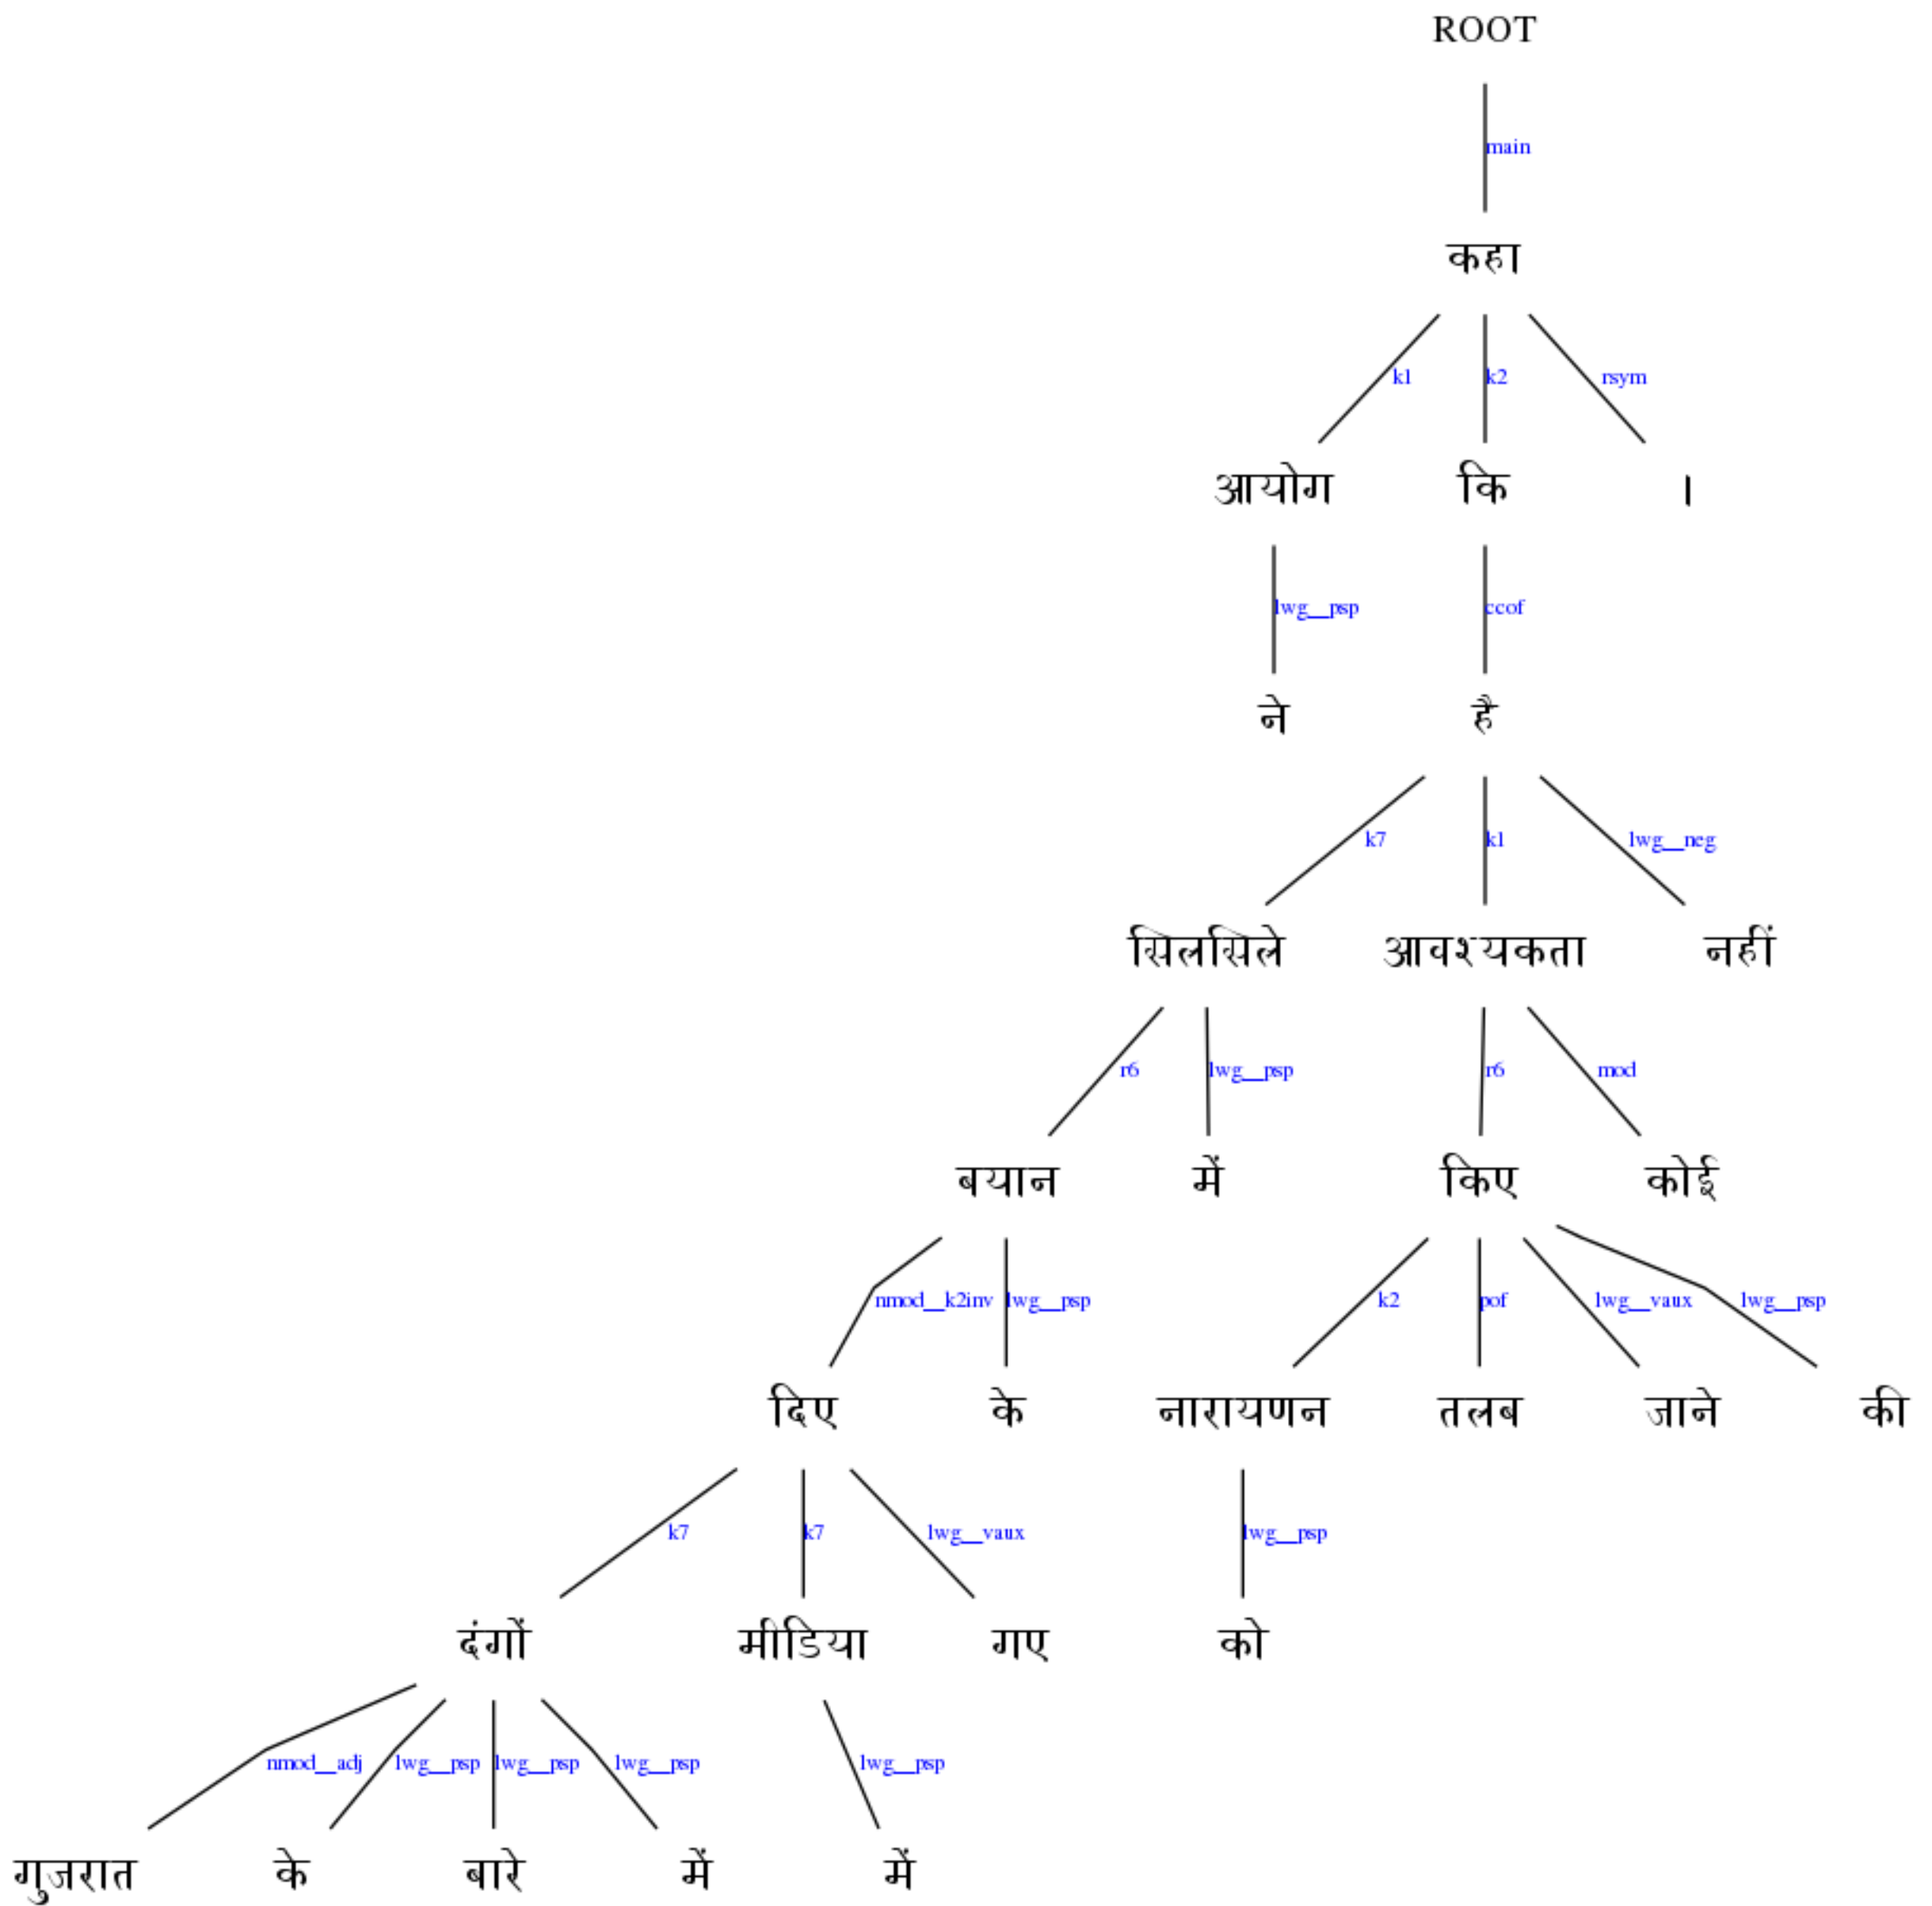 ROOT
main
कहा
k1 k2 rsym
आयोग कि ।
lwg__psp ccof
ने है
k7 k1 lwg__neg
सिलसिले आवश्यकता नहीं
r6 lwg__psp r6 mod
बयान में किए कोई
nmod__k2inv lwg__psp k2 pof lwg__vaux lwg__psp
दिए के नारायणन तलब जाने की
k7 k7 lwg__vaux lwg__psp
दंगों मीडिया गए को
nmod__adj lwg__psp lwg__psp lwg__psp lwg__psp
गुजरात के बारे में में